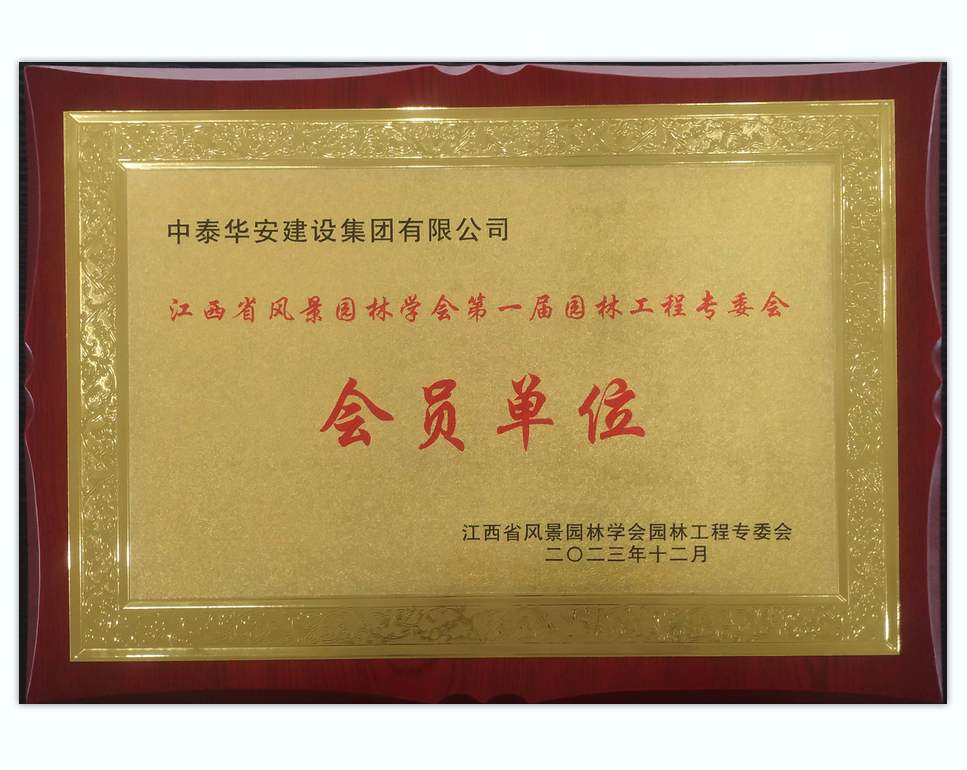 中泰华安建设集团有限公司
江西省风景园林学会第一届园林工程专委会
会员单位
江西省风景园林学会园林工程专委会
二〇二三年十二月